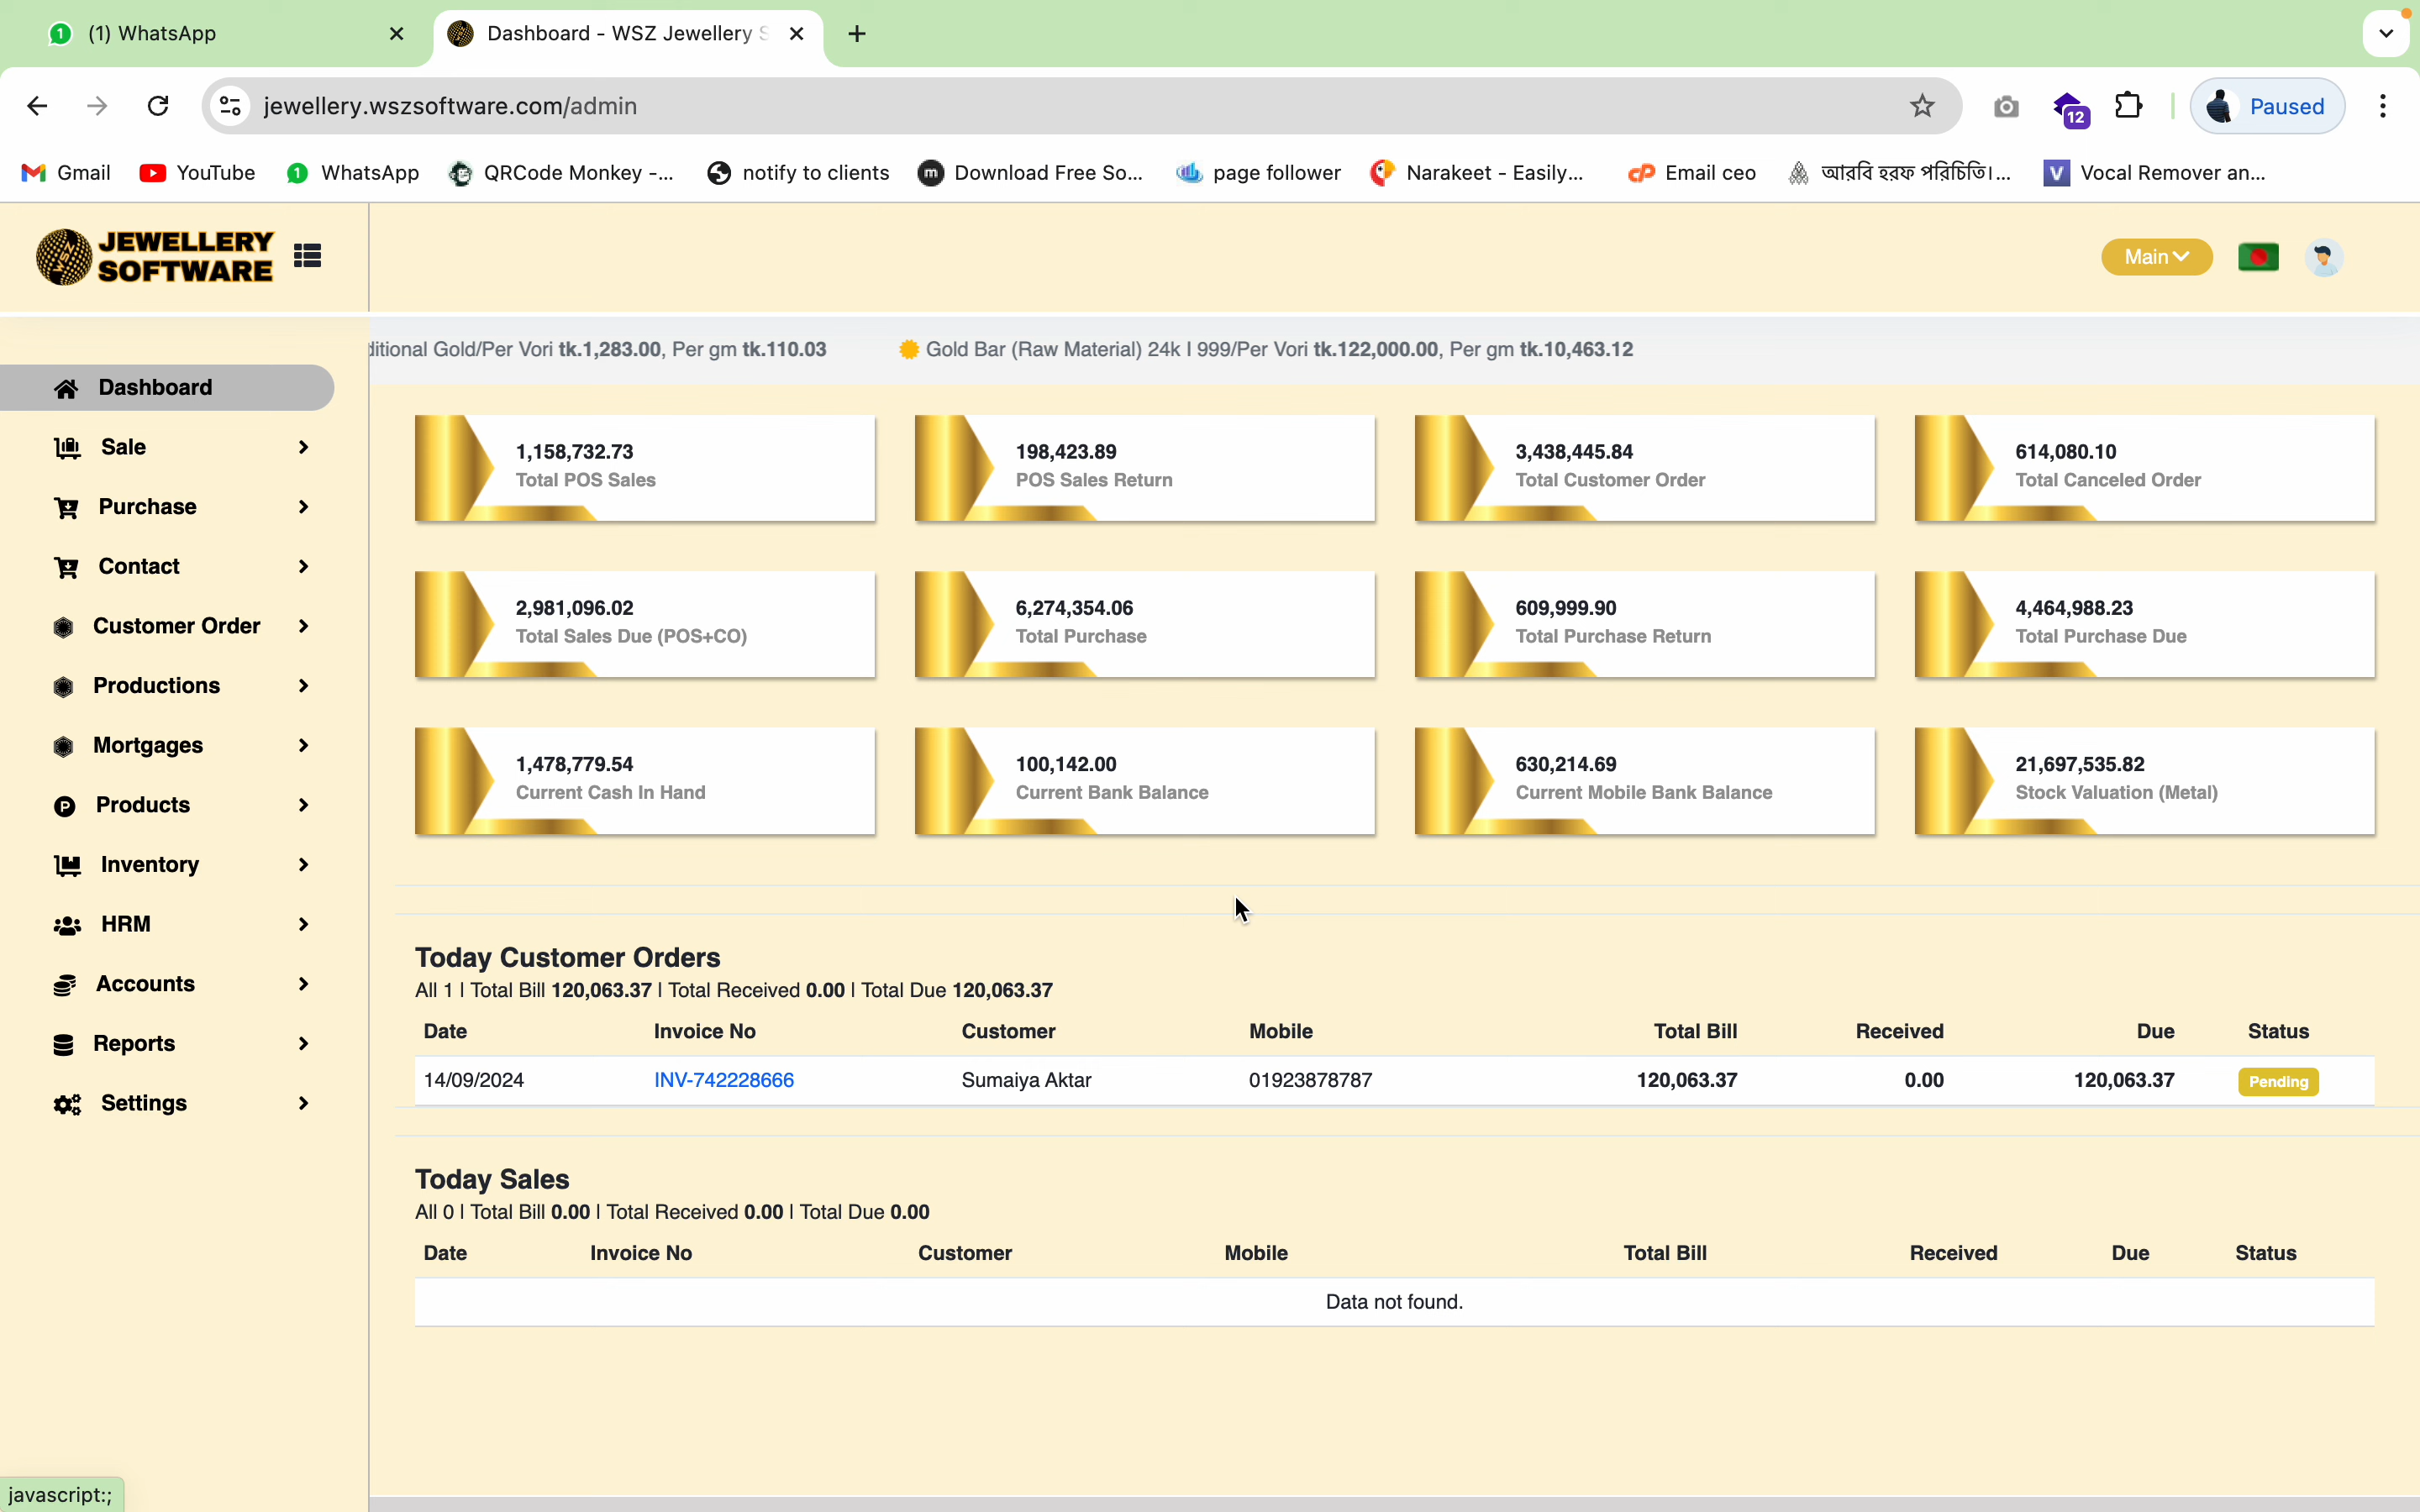 (1) WhatsApp
Dashboard - WSZ Jewellery
jewellery.wszsoftware.com/admin
12
Paused
Gmail
YouTube
WhatsApp
QRCode Monkey -...
notify to clients
Download Free So...
page follower
Narakeet - Easily...
Email ceo
আরবি হরফ পরিচিতি।...
Vocal Remover an...
WSZ JEWELLERY
SOFTWARE
Main
ditional Gold/Per Vori tk.1,283.00, Per gm tk.110.03
Gold Bar (Raw Material) 24k I 999/Per Vori tk.122,000.00, Per gm tk.10,463.12
Dashboard
Sale
Purchase
Contact
Customer Order
Productions
Mortgages
Products
Inventory
HRM
Accounts
Reports
Settings
1,158,732.73
Total POS Sales
198,423.89
POS Sales Return
3,438,445.84
Total Customer Order
614,080.10
Total Canceled Order
2,981,096.02
Total Sales Due (POS+CO)
6,274,354.06
Total Purchase
609,999.90
Total Purchase Return
4,464,988.23
Total Purchase Due
1,478,779.54
Current Cash In Hand
100,142.00
Current Bank Balance
630,214.69
Current Mobile Bank Balance
21,697,535.82
Stock Valuation (Metal)
Today Customer Orders
All 1 | Total Bill 120,063.37 | Total Received 0.00 | Total Due 120,063.37
Date Invoice No Customer Mobile Total Bill Received Due Status
14/09/2024 INV-742228666 Sumaiya Aktar 01923878787 120,063.37 0.00 120,063.37 Pending
Today Sales
All 0 | Total Bill 0.00 | Total Received 0.00 | Total Due 0.00
Date Invoice No Customer Mobile Total Bill Received Due Status
Data not found.
javascript:;